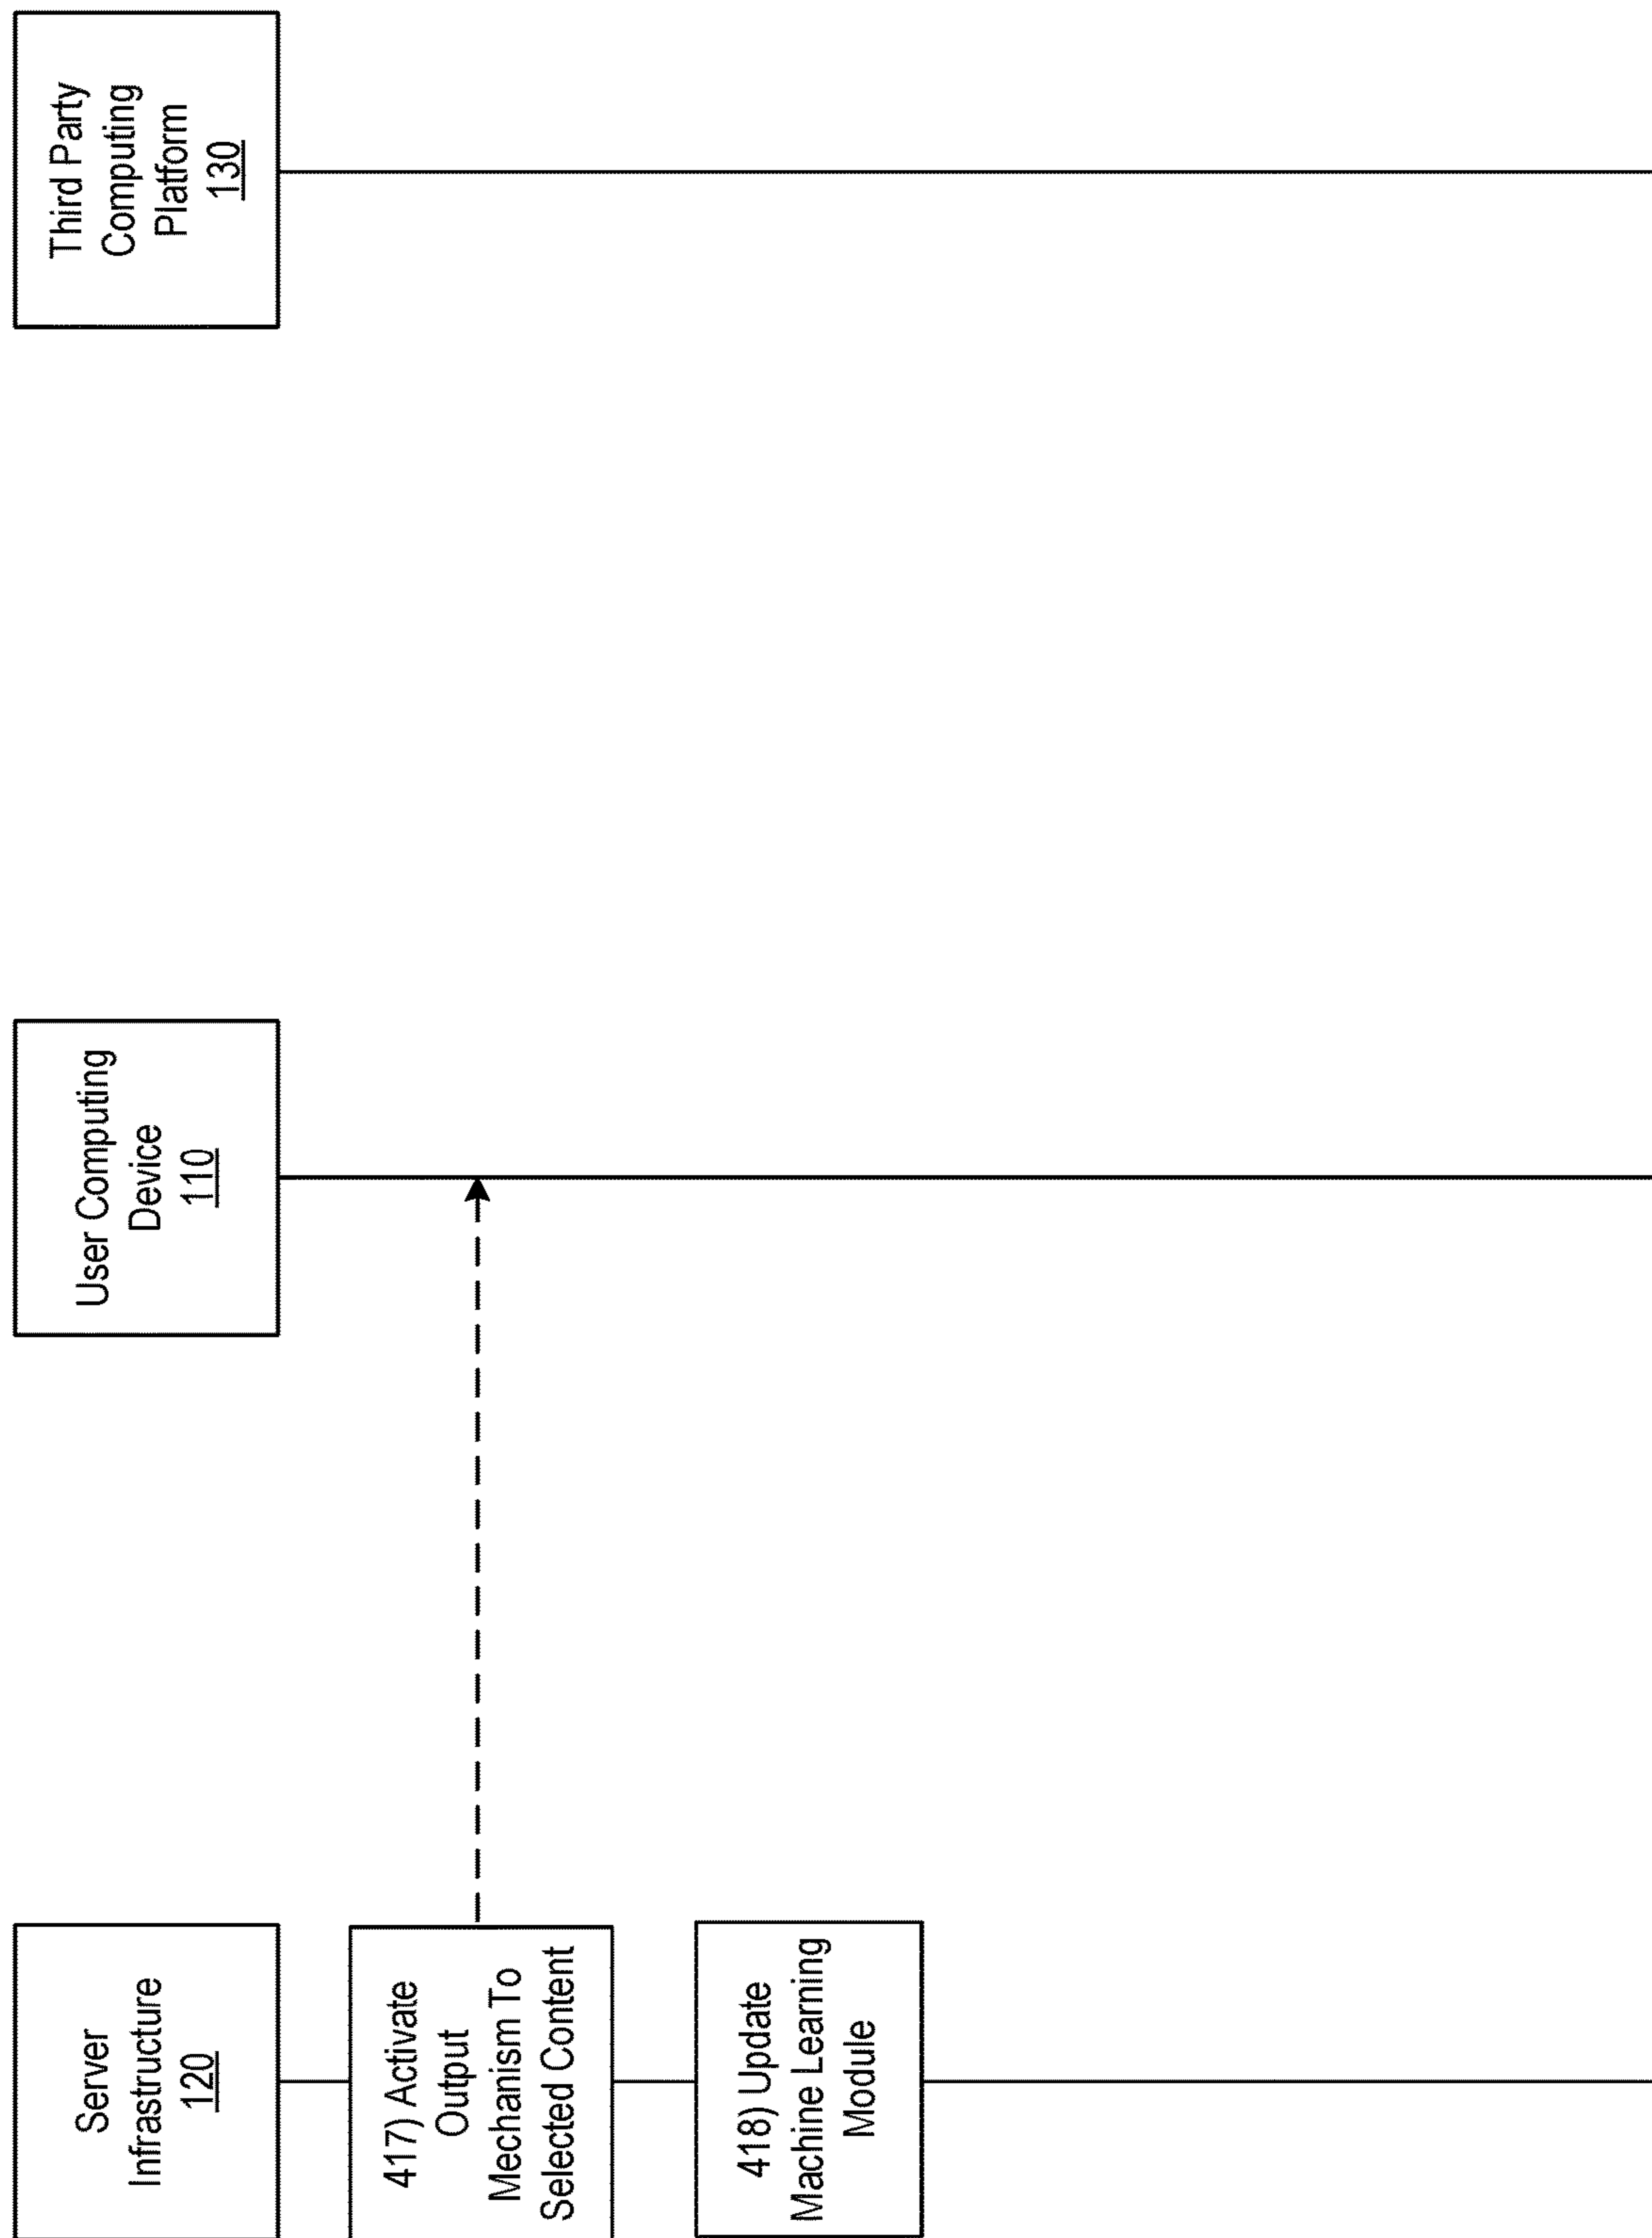 Server
Infrastructure
120
User Computing
Device
110
Third Party
Computing
Platform
130
417) Activate
Output
Mechanism To
Selected Content
418) Update
Machine Learning
Module